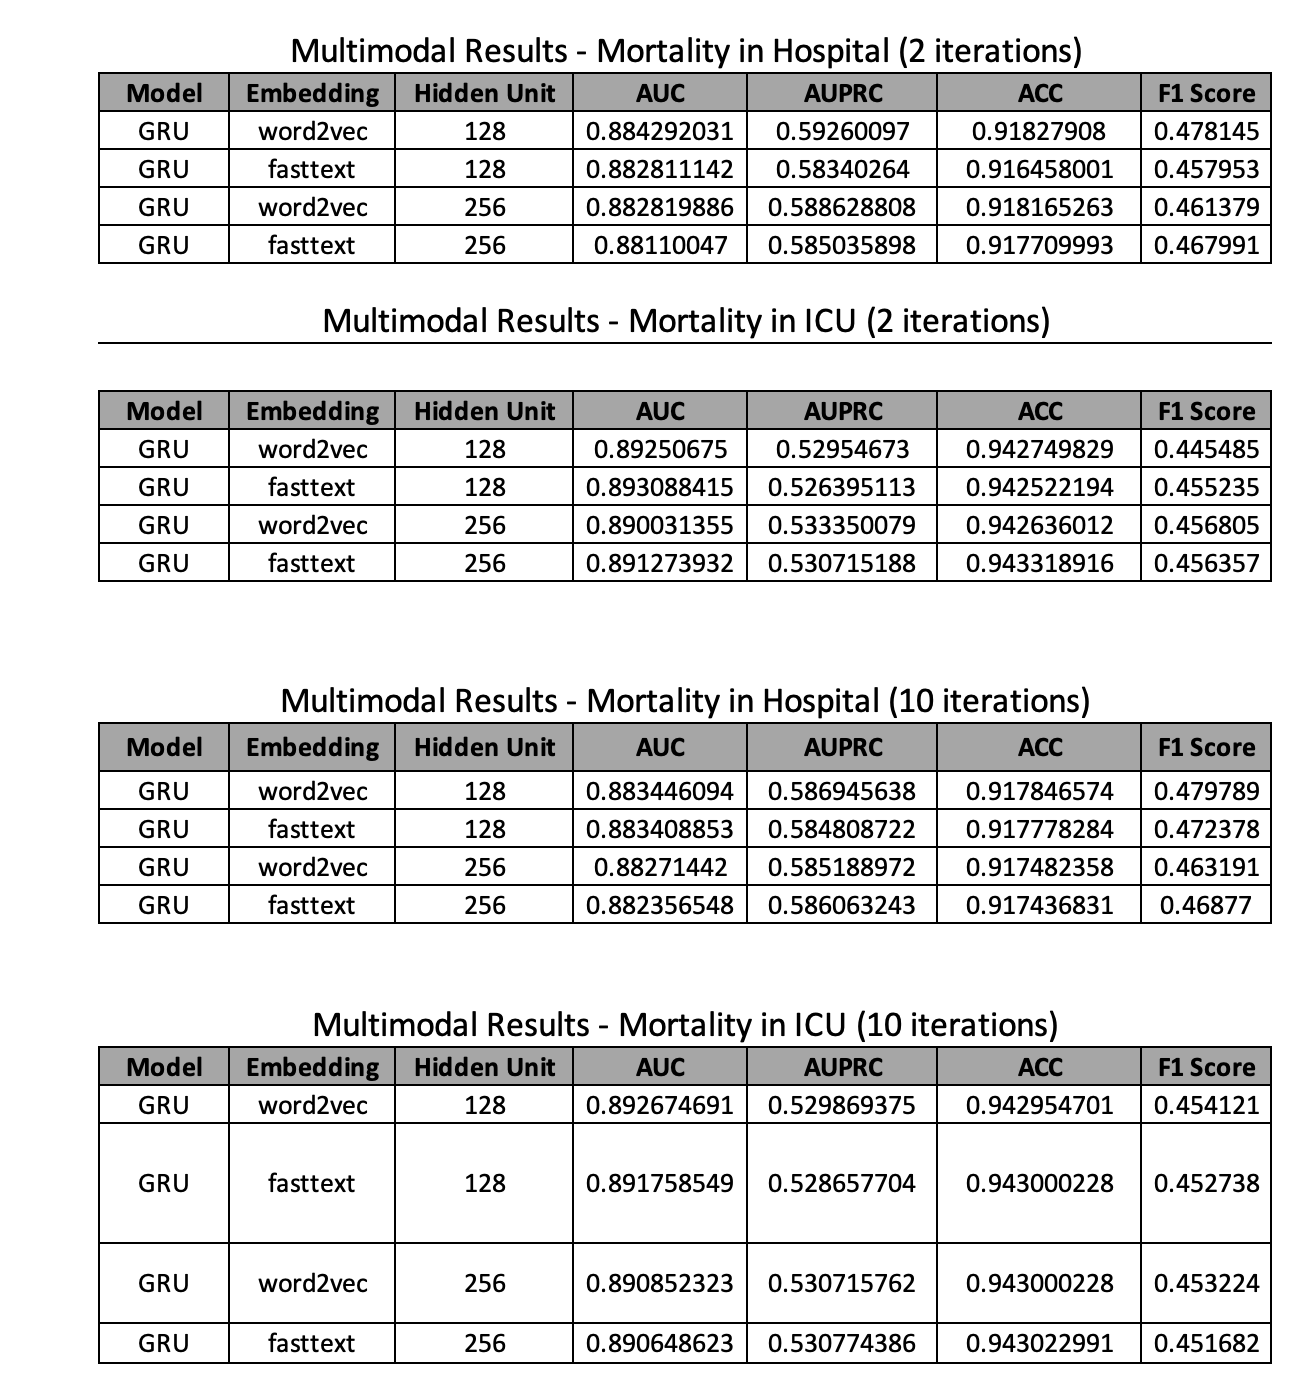 Multimodal Results - Mortality in Hospital (2 iterations)
Model Embedding Hidden Unit AUC AUPRC ACC F1 Score
GRU word2vec 128 0.884292031 0.59260097 0.91827908 0.478145
GRU fasttext 128 0.882811142 0.58340264 0.916458001 0.457953
GRU word2vec 256 0.882819886 0.588628808 0.918165263 0.461379
GRU fasttext 256 0.88110047 0.585035898 0.917709993 0.467991
Multimodal Results - Mortality in ICU (2 iterations)
Model Embedding Hidden Unit AUC AUPRC ACC F1 Score
GRU word2vec 128 0.89250675 0.52954673 0.942749829 0.445485
GRU fasttext 128 0.893088415 0.526395113 0.942522194 0.455235
GRU word2vec 256 0.890031355 0.533350079 0.942636012 0.456805
GRU fasttext 256 0.891273932 0.530715188 0.943318916 0.456357
Multimodal Results - Mortality in Hospital (10 iterations)
Model Embedding Hidden Unit AUC AUPRC ACC F1 Score
GRU word2vec 128 0.883446094 0.586945638 0.917846574 0.479789
GRU fasttext 128 0.883408853 0.584808722 0.917778284 0.472378
GRU word2vec 256 0.88271442 0.585188972 0.917482358 0.463191
GRU fasttext 256 0.882356548 0.586063243 0.917436831 0.46877
Multimodal Results - Mortality in ICU (10 iterations)
Model Embedding Hidden Unit AUC AUPRC ACC F1 Score
GRU word2vec 128 0.892674691 0.529869375 0.942954701 0.454121
GRU fasttext 128 0.891758549 0.528657704 0.943000228 0.452738
GRU word2vec 256 0.890852323 0.530715762 0.943000228 0.453224
GRU fasttext 256 0.890648623 0.530774386 0.943022991 0.451682